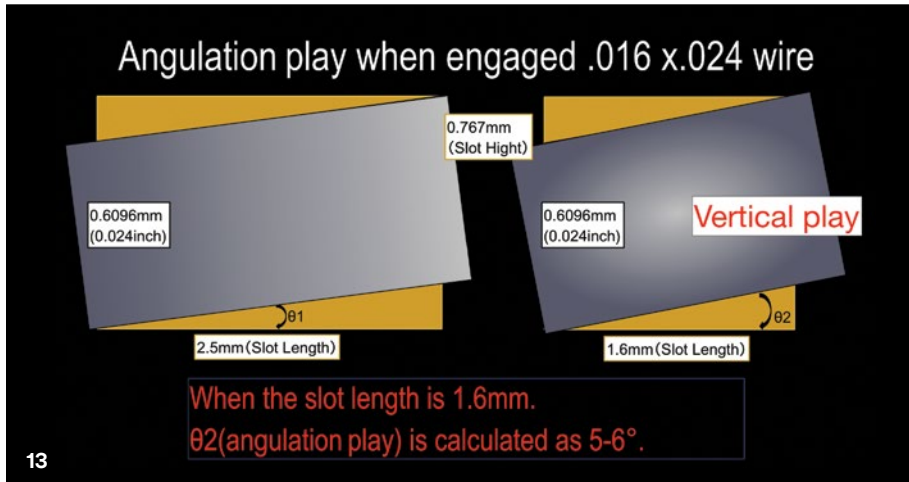 Angulation play when engaged .016 x.024 wire
0.767mm
(Slot Hight)
0.6096mm
(0.024inch)
0.6096mm
(0.024inch)
Vertical play
θ1
θ2
2.5mm(Slot Length)
1.6mm(Slot Length)
When the slot length is 1.6mm.
θ2(angulation play) is calculated as 5-6°.
13